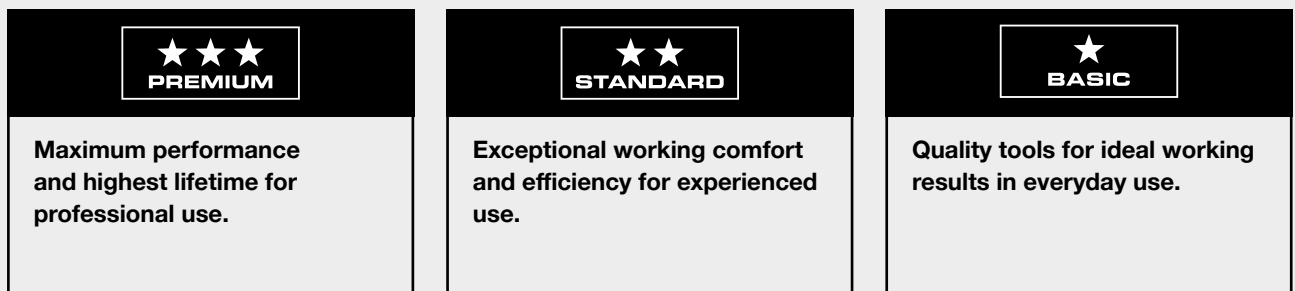 PREMIUM
Maximum performance
and highest lifetime for
professional use.
STANDARD
Exceptional working comfort
and efficiency for experienced
use.
BASIC
Quality tools for ideal working
results in everyday use.